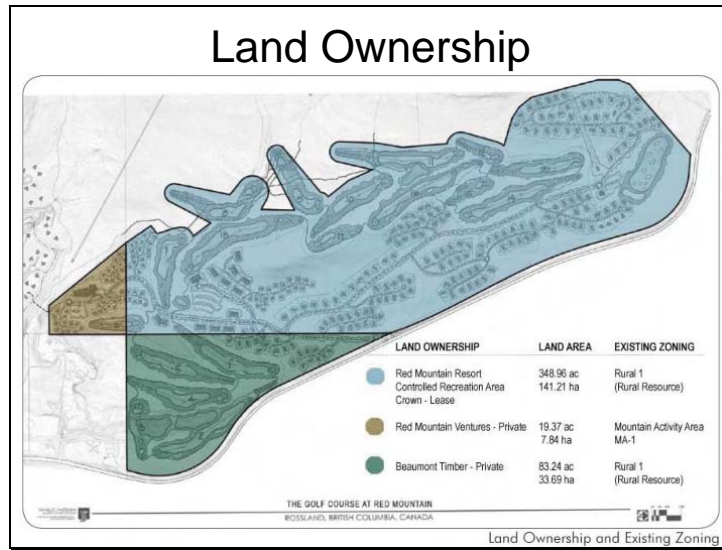 Land Ownership
LAND OWNERSHIP LAND AREA EXISTING ZONING
Red Mountain Resort 348.96 ac Rural 1
Controlled Recreation Area 141.21 ha (Rural Resource)
Crown - Lease
Red Mountain Ventures - Private 19.37 ac Mountain Activity Area
7.84 ha MA-1
Beaumont Timber - Private 83.24 ac Rural 1
33.69 ha (Rural Resource)
THE GOLF COURSE AT RED MOUNTAIN
ROSSLAND, BRITISH COLUMBIA, CANADA
Land Ownership and Existing Zoning